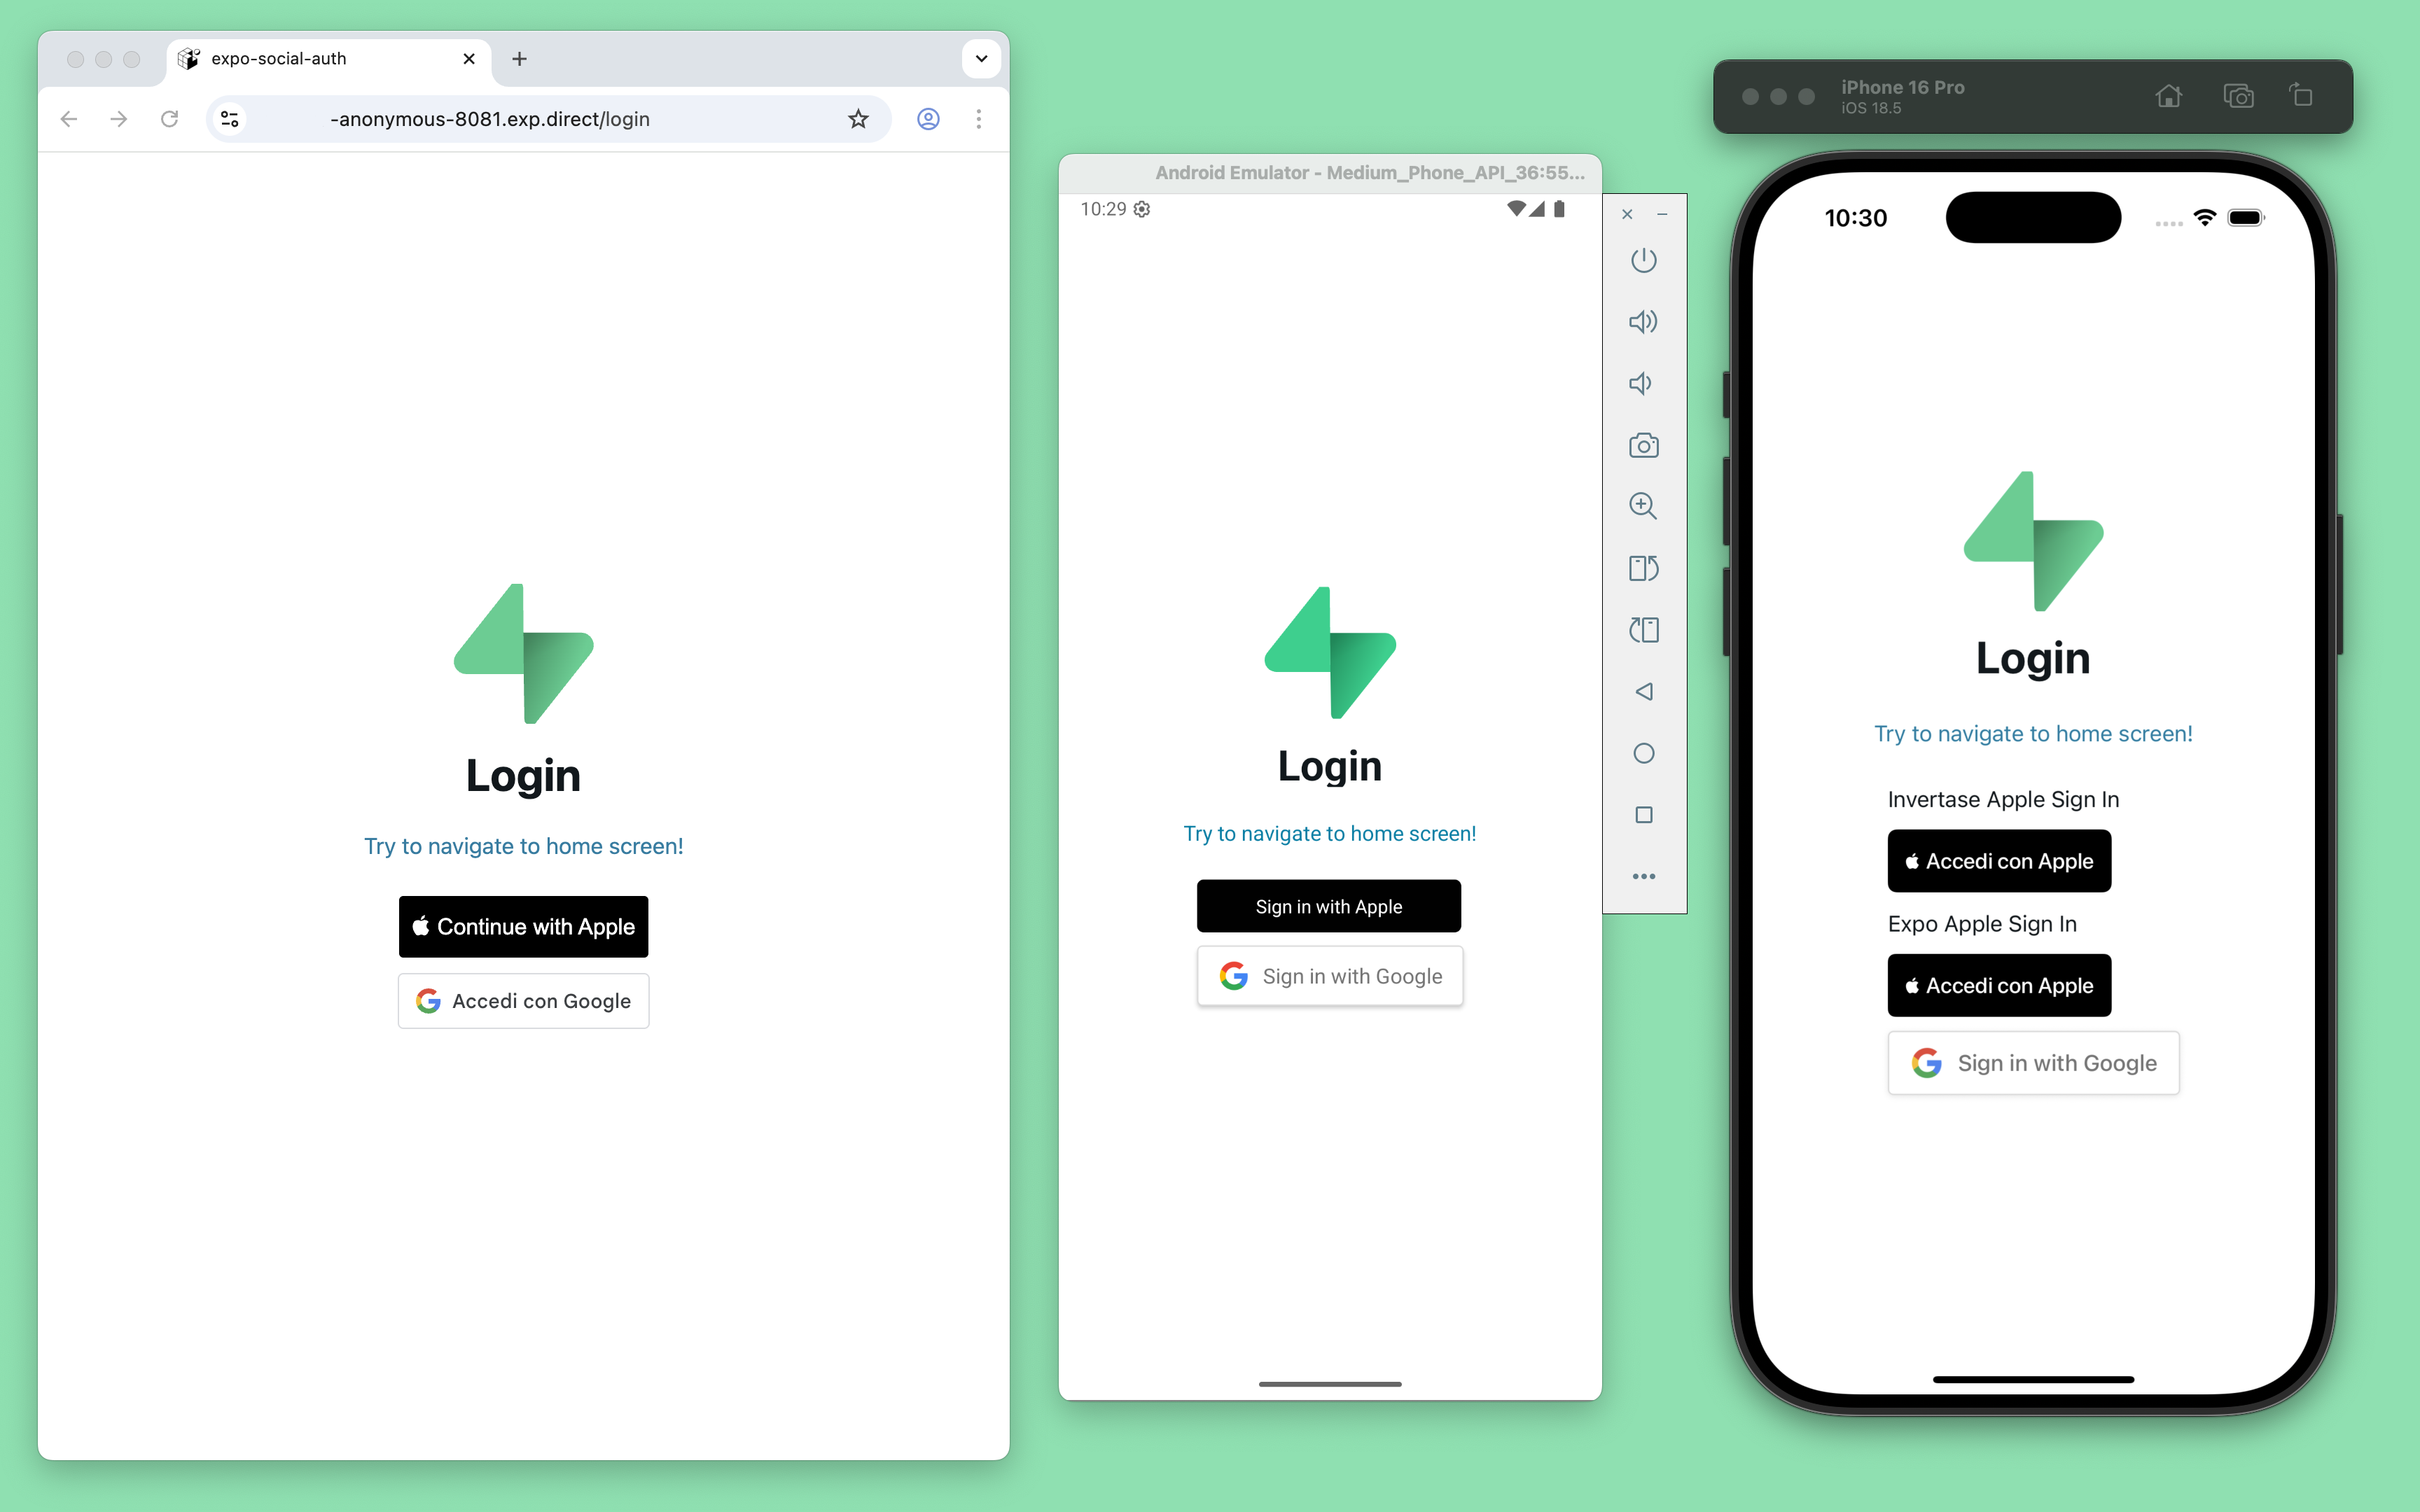 expo-social-auth
-anonymous-8081.exp.direct/login
Login
Try to navigate to home screen!
Continue with Apple
Accedi con Google
Android Emulator - Medium_Phone_API_36:55...
10:29
Login
Try to navigate to home screen!
Sign in with Apple
Sign in with Google
iPhone 16 Pro
iOS 18.5
10:30
Login
Try to navigate to home screen!
Invertase Apple Sign In
Accedi con Apple
Expo Apple Sign In
Accedi con Apple
Sign in with Google